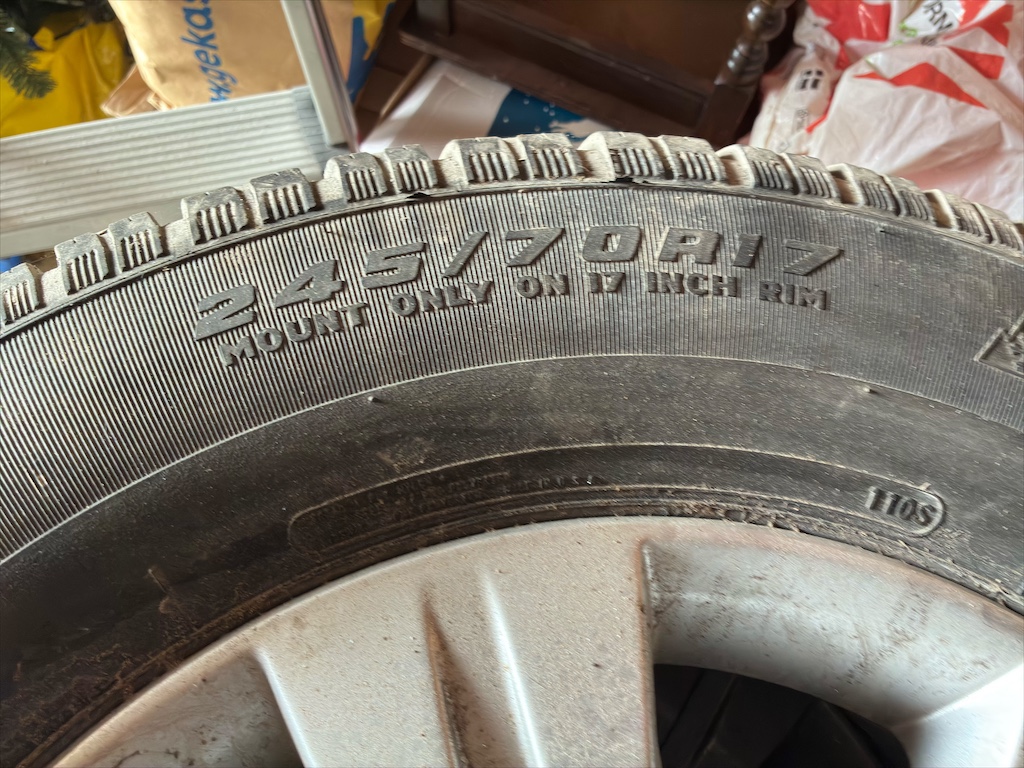 245/70R17
MOUNT ONLY ON 17 INCH RIM
110S